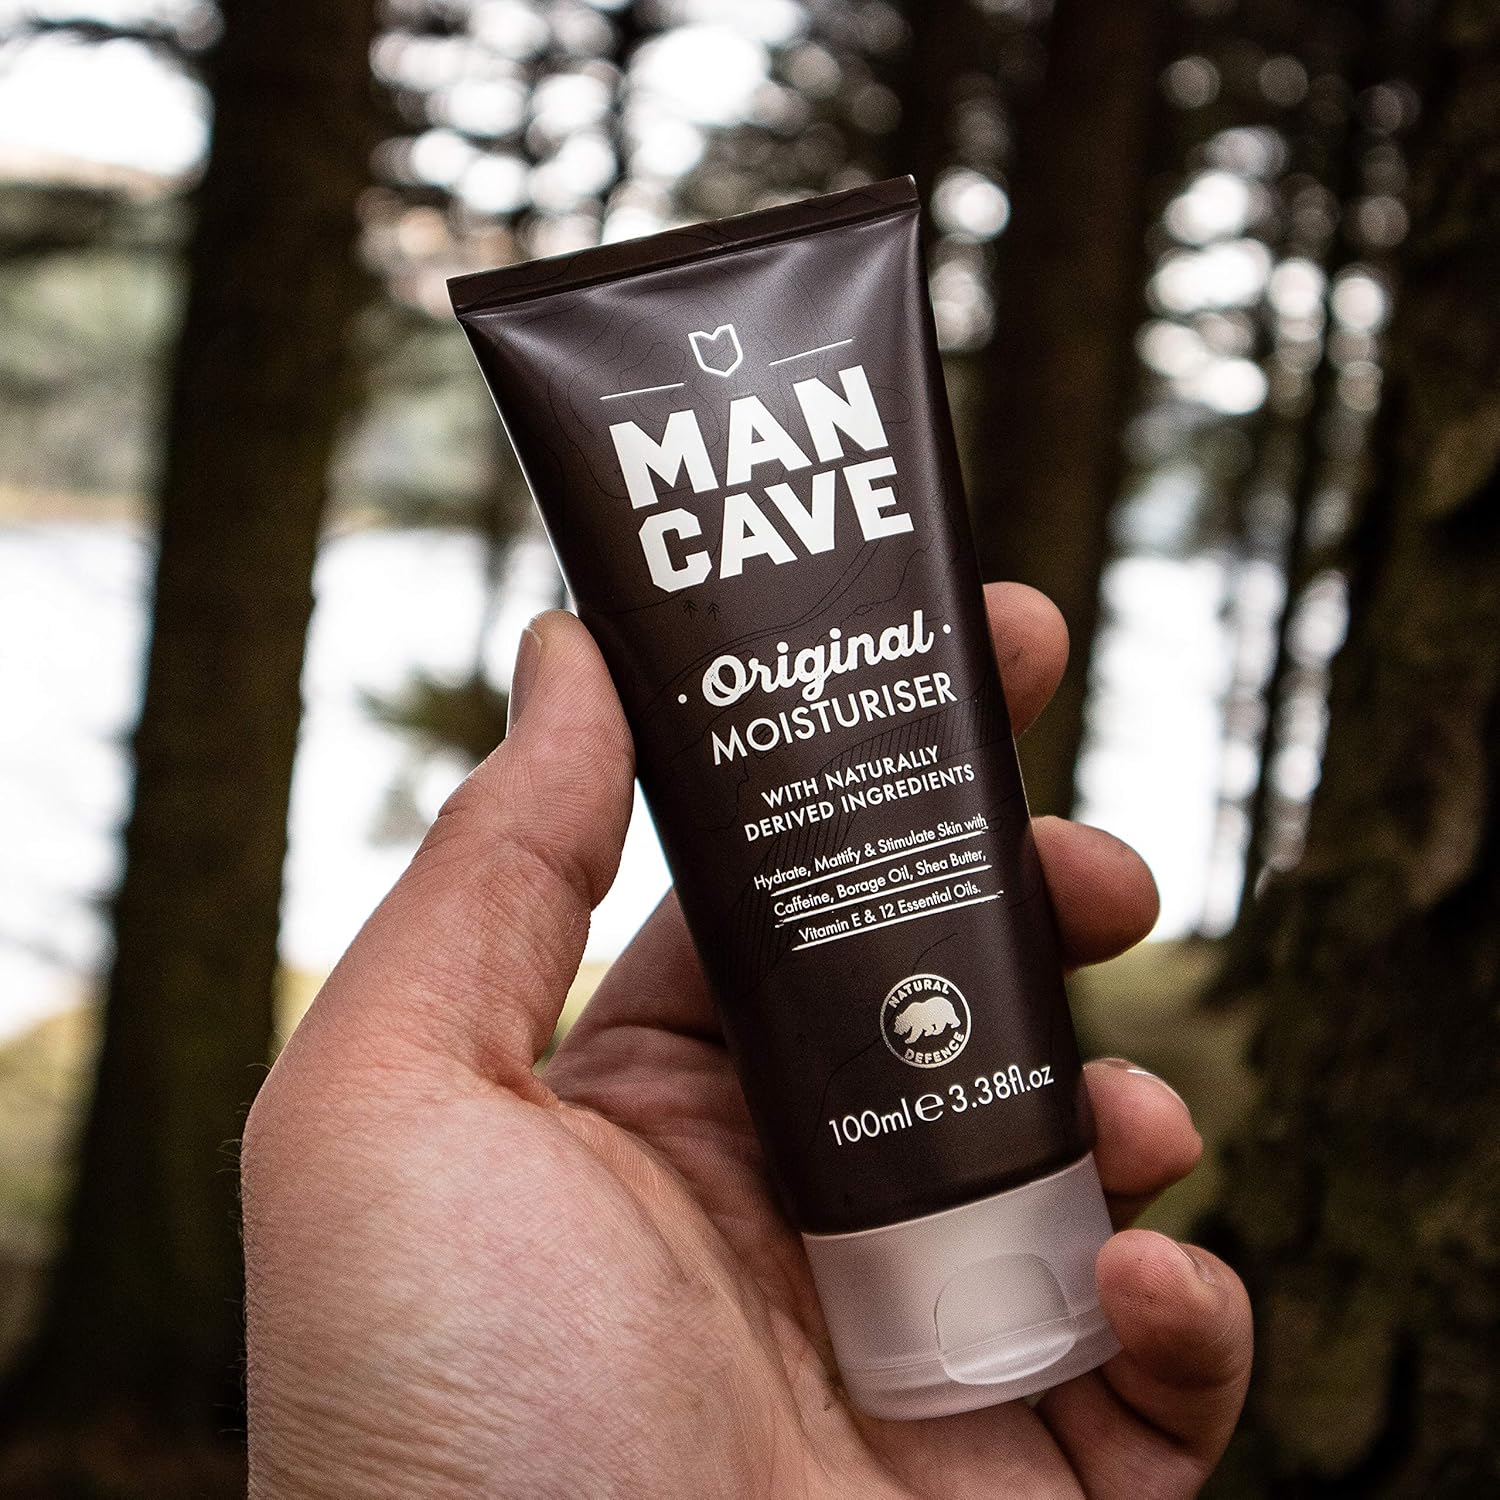 MAN
CAVE
· Original ·
MOISTURISER
WITH NATURALLY
DERIVED INGREDIENTS
Hydrate, Mattify & Stimulate Skin with
Caffeine, Borage Oil, Shea Butter,
Vitamin E & 12 Essential Oils.
NATURAL
DEFENCE
100ml ℮ 3.38fl.oz